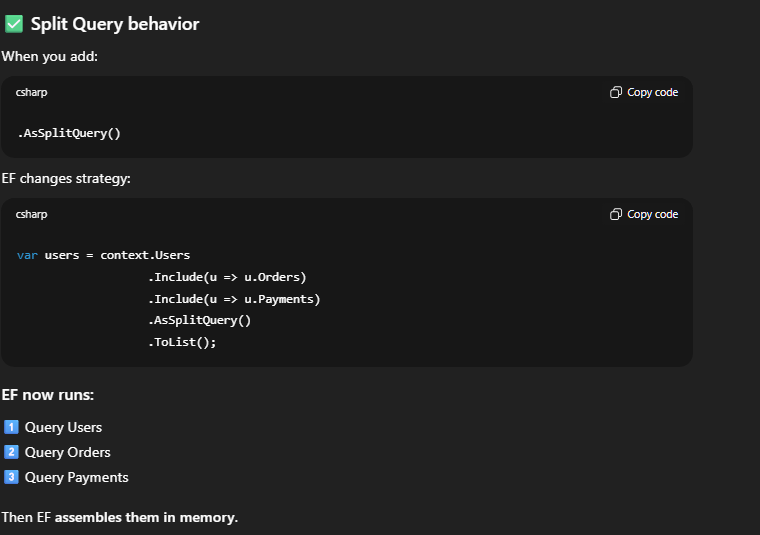 ✅ Split Query behavior
When you add:
csharp Copy code
.AsSplitQuery()
EF changes strategy:
csharp Copy code
var users = context.Users
.Include(u => u.Orders)
.Include(u => u.Payments)
.AsSplitQuery()
.ToList();
EF now runs:
1️⃣ Query Users
2️⃣ Query Orders
3️⃣ Query Payments
Then EF assembles them in memory.